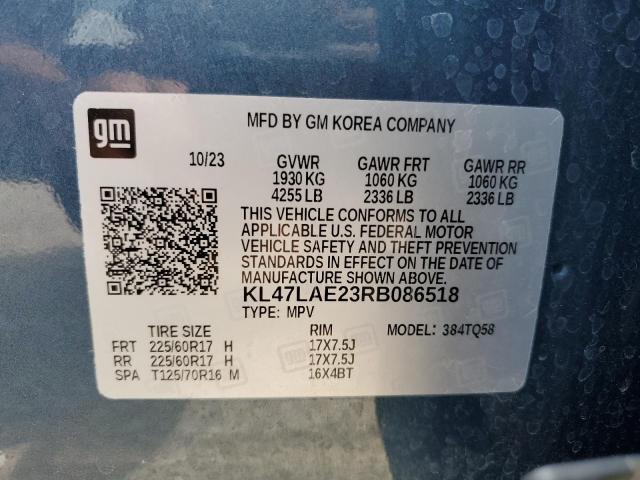 gm
MFD BY GM KOREA COMPANY
10/23 GVWR GAWR FRT GAWR RR
1930 KG 1060 KG 1060 KG
4255 LB 2336 LB 2336 LB
THIS VEHICLE CONFORMS TO ALL
APPLICABLE U.S. FEDERAL MOTOR
VEHICLE SAFETY AND THEFT PREVENTION
STANDARDS IN EFFECT ON THE DATE OF
MANUFACTURE SHOWN ABOVE.
KL47LAE23RB086518
TYPE: MPV
TIRE SIZE RIM MODEL: 384TQ58
FRT 225/60R17 H 17X7.5J
RR 225/60R17 H 17X7.5J
SPA T125/70R16 M 16X4BT